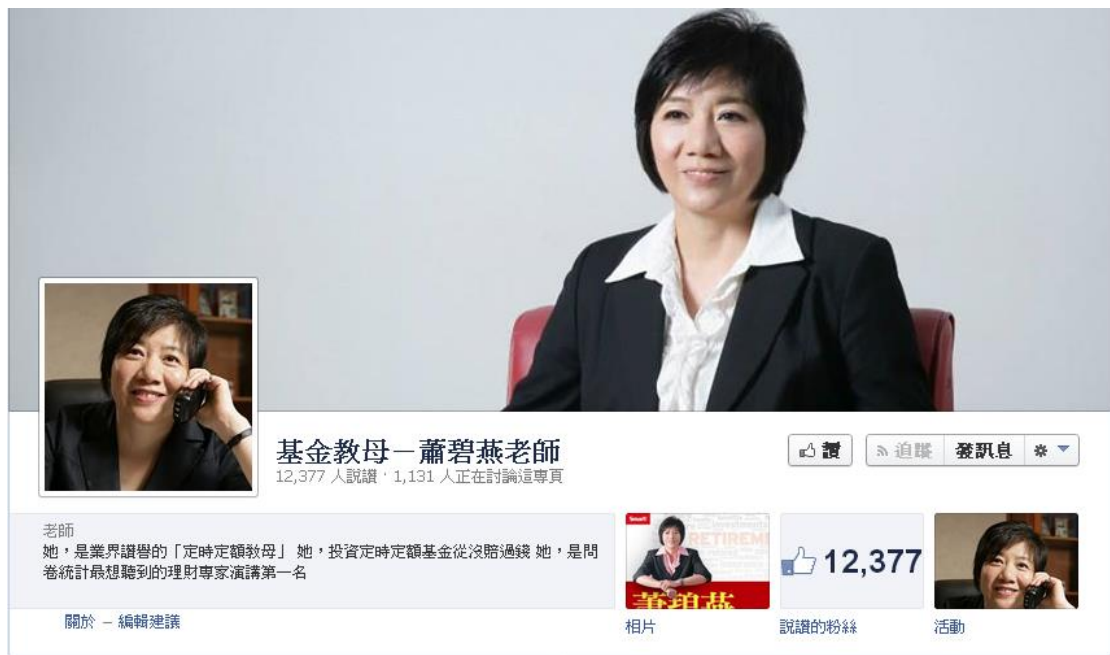 基金教母－蕭碧燕老師
12,377 人說讚 · 1,131 人正在討論這專頁
讚
追蹤
發訊息
老師
她，是業界讚譽的「定時定額教母」 她，投資定時定額基金從沒賠過錢 她，是問
卷統計最想聽到的理財專家演講第一名
關於 － 編輯建議
Smart
RETIREME
蕭碧燕
12,377
相片
說讚的粉絲
活動